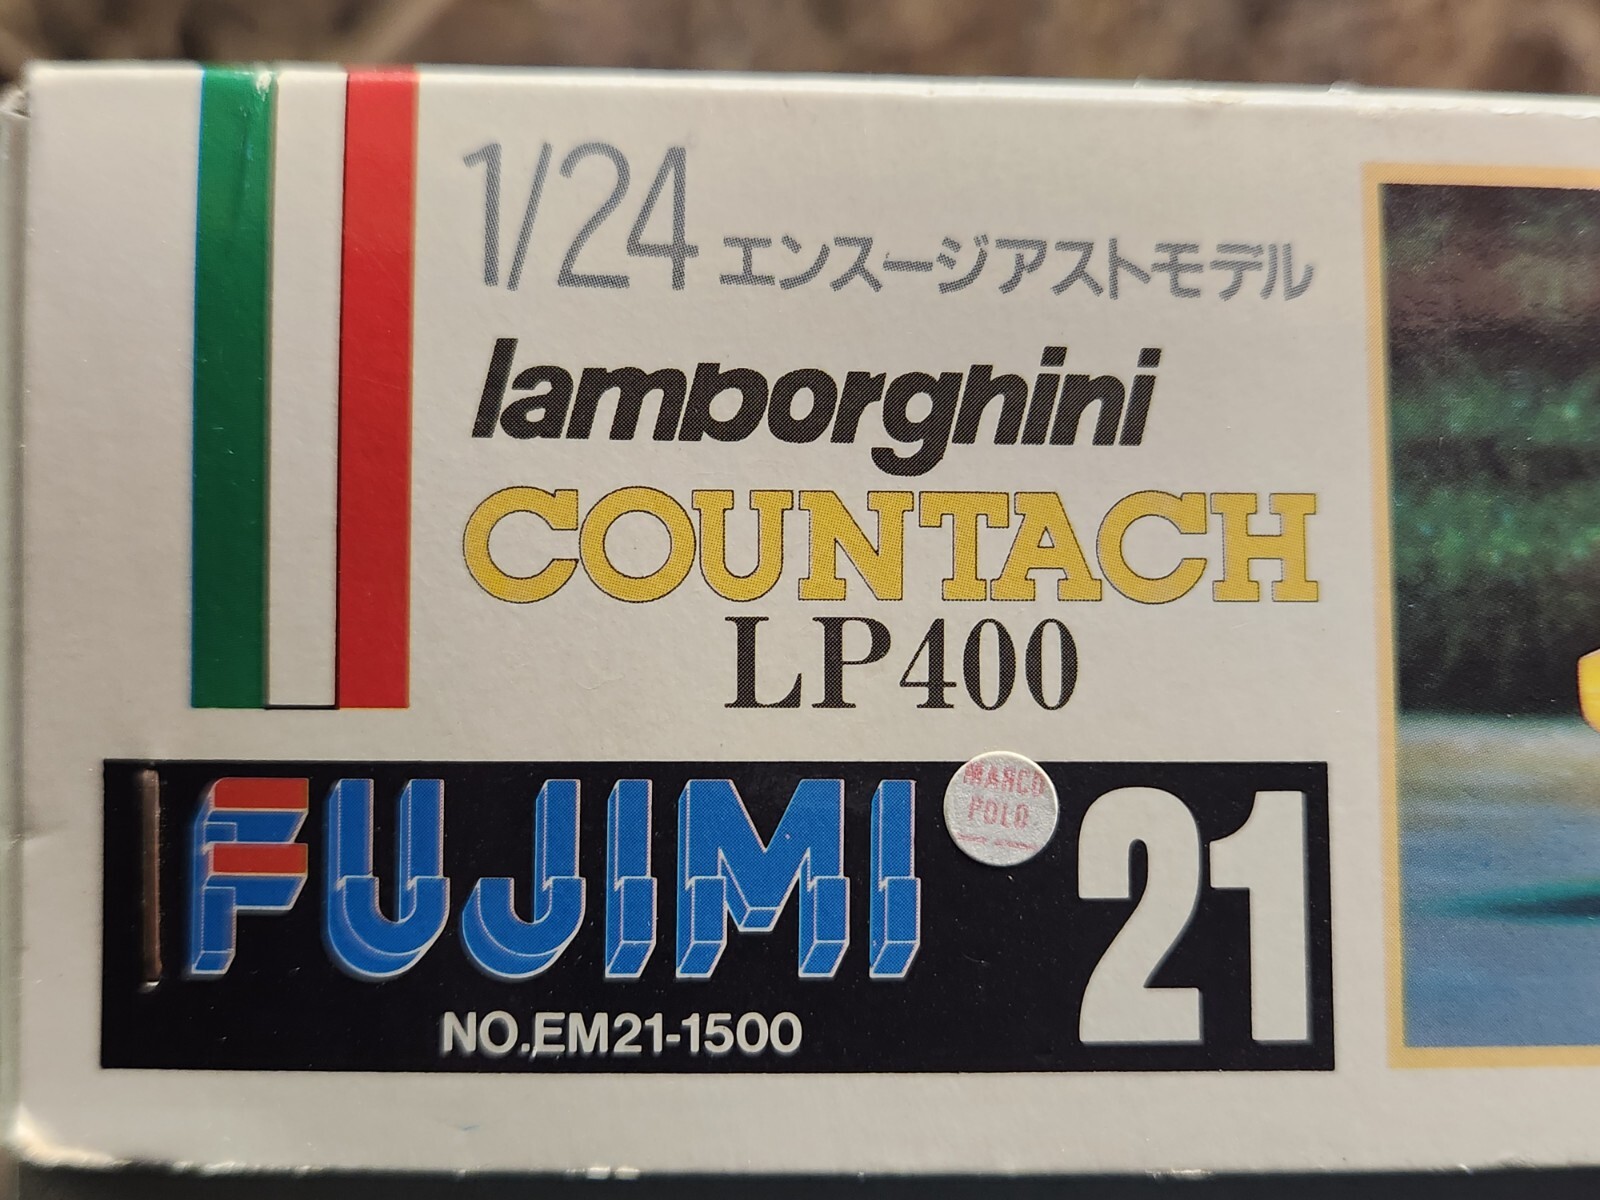 1/24 エンスージアストモデル
lamborghini
COUNTACH
LP400
FUJIMI
MARCO
POLO
21
NO.EM21-1500